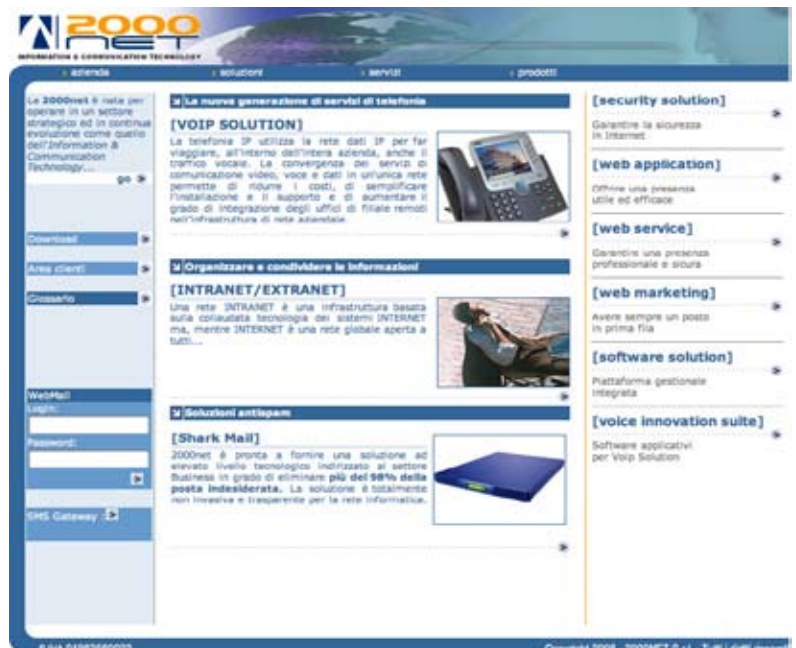 2000
NET
INFORMATION & COMMUNICATION TECHNOLOGY
azienda
soluzioni
servizi
prodotti
La 2000net è nata per
operare in un settore
strategico ed in continua
evoluzione come quello
dell'Information &
Communication
Technology...
go
Download
Area clienti
Glossario
WebMail
Login:
Password:
SMS Gateway :
La nuova generazione di servizi di telefonia
[VOIP SOLUTION]
La telefonia IP utilizza la rete dati IP per far
viaggiare, all'interno dell'intera azienda, anche il
traffico vocale. La convergenza dei servizi di
comunicazione video, voce e dati in un'unica rete
permette di ridurre i costi, di semplificare
l'installazione e il supporto e di aumentare il
grado di integrazione degli uffici di filiale remoti
nell'infrastruttura di rete aziendale.
Organizzare e condividere le informazioni
[INTRANET/EXTRANET]
Una rete INTRANET è una infrastruttura basata
sulla collaudata tecnologia dei sistemi INTERNET
ma, mentre INTERNET è una rete globale aperta a
tutti...
Soluzioni antispam
[Shark Mail]
2000net è pronta a fornire una soluzione ad
elevato livello tecnologico indirizzato al settore
Business in grado di eliminare più del 98% della
posta indesiderata. La soluzione è totalmente
non invasiva e trasparente per la rete informatica.
[security solution]
Garantire la sicurezza
in Internet
[web application]
Offrire una presenza
utile ed efficace
[web service]
Garantire una presenza
professionale e sicura
[web marketing]
Avere sempre un posto
in prima fila
[software solution]
Piattaforma gestionale
integrata
[voice innovation suite]
Software applicativi
per Voip Solution